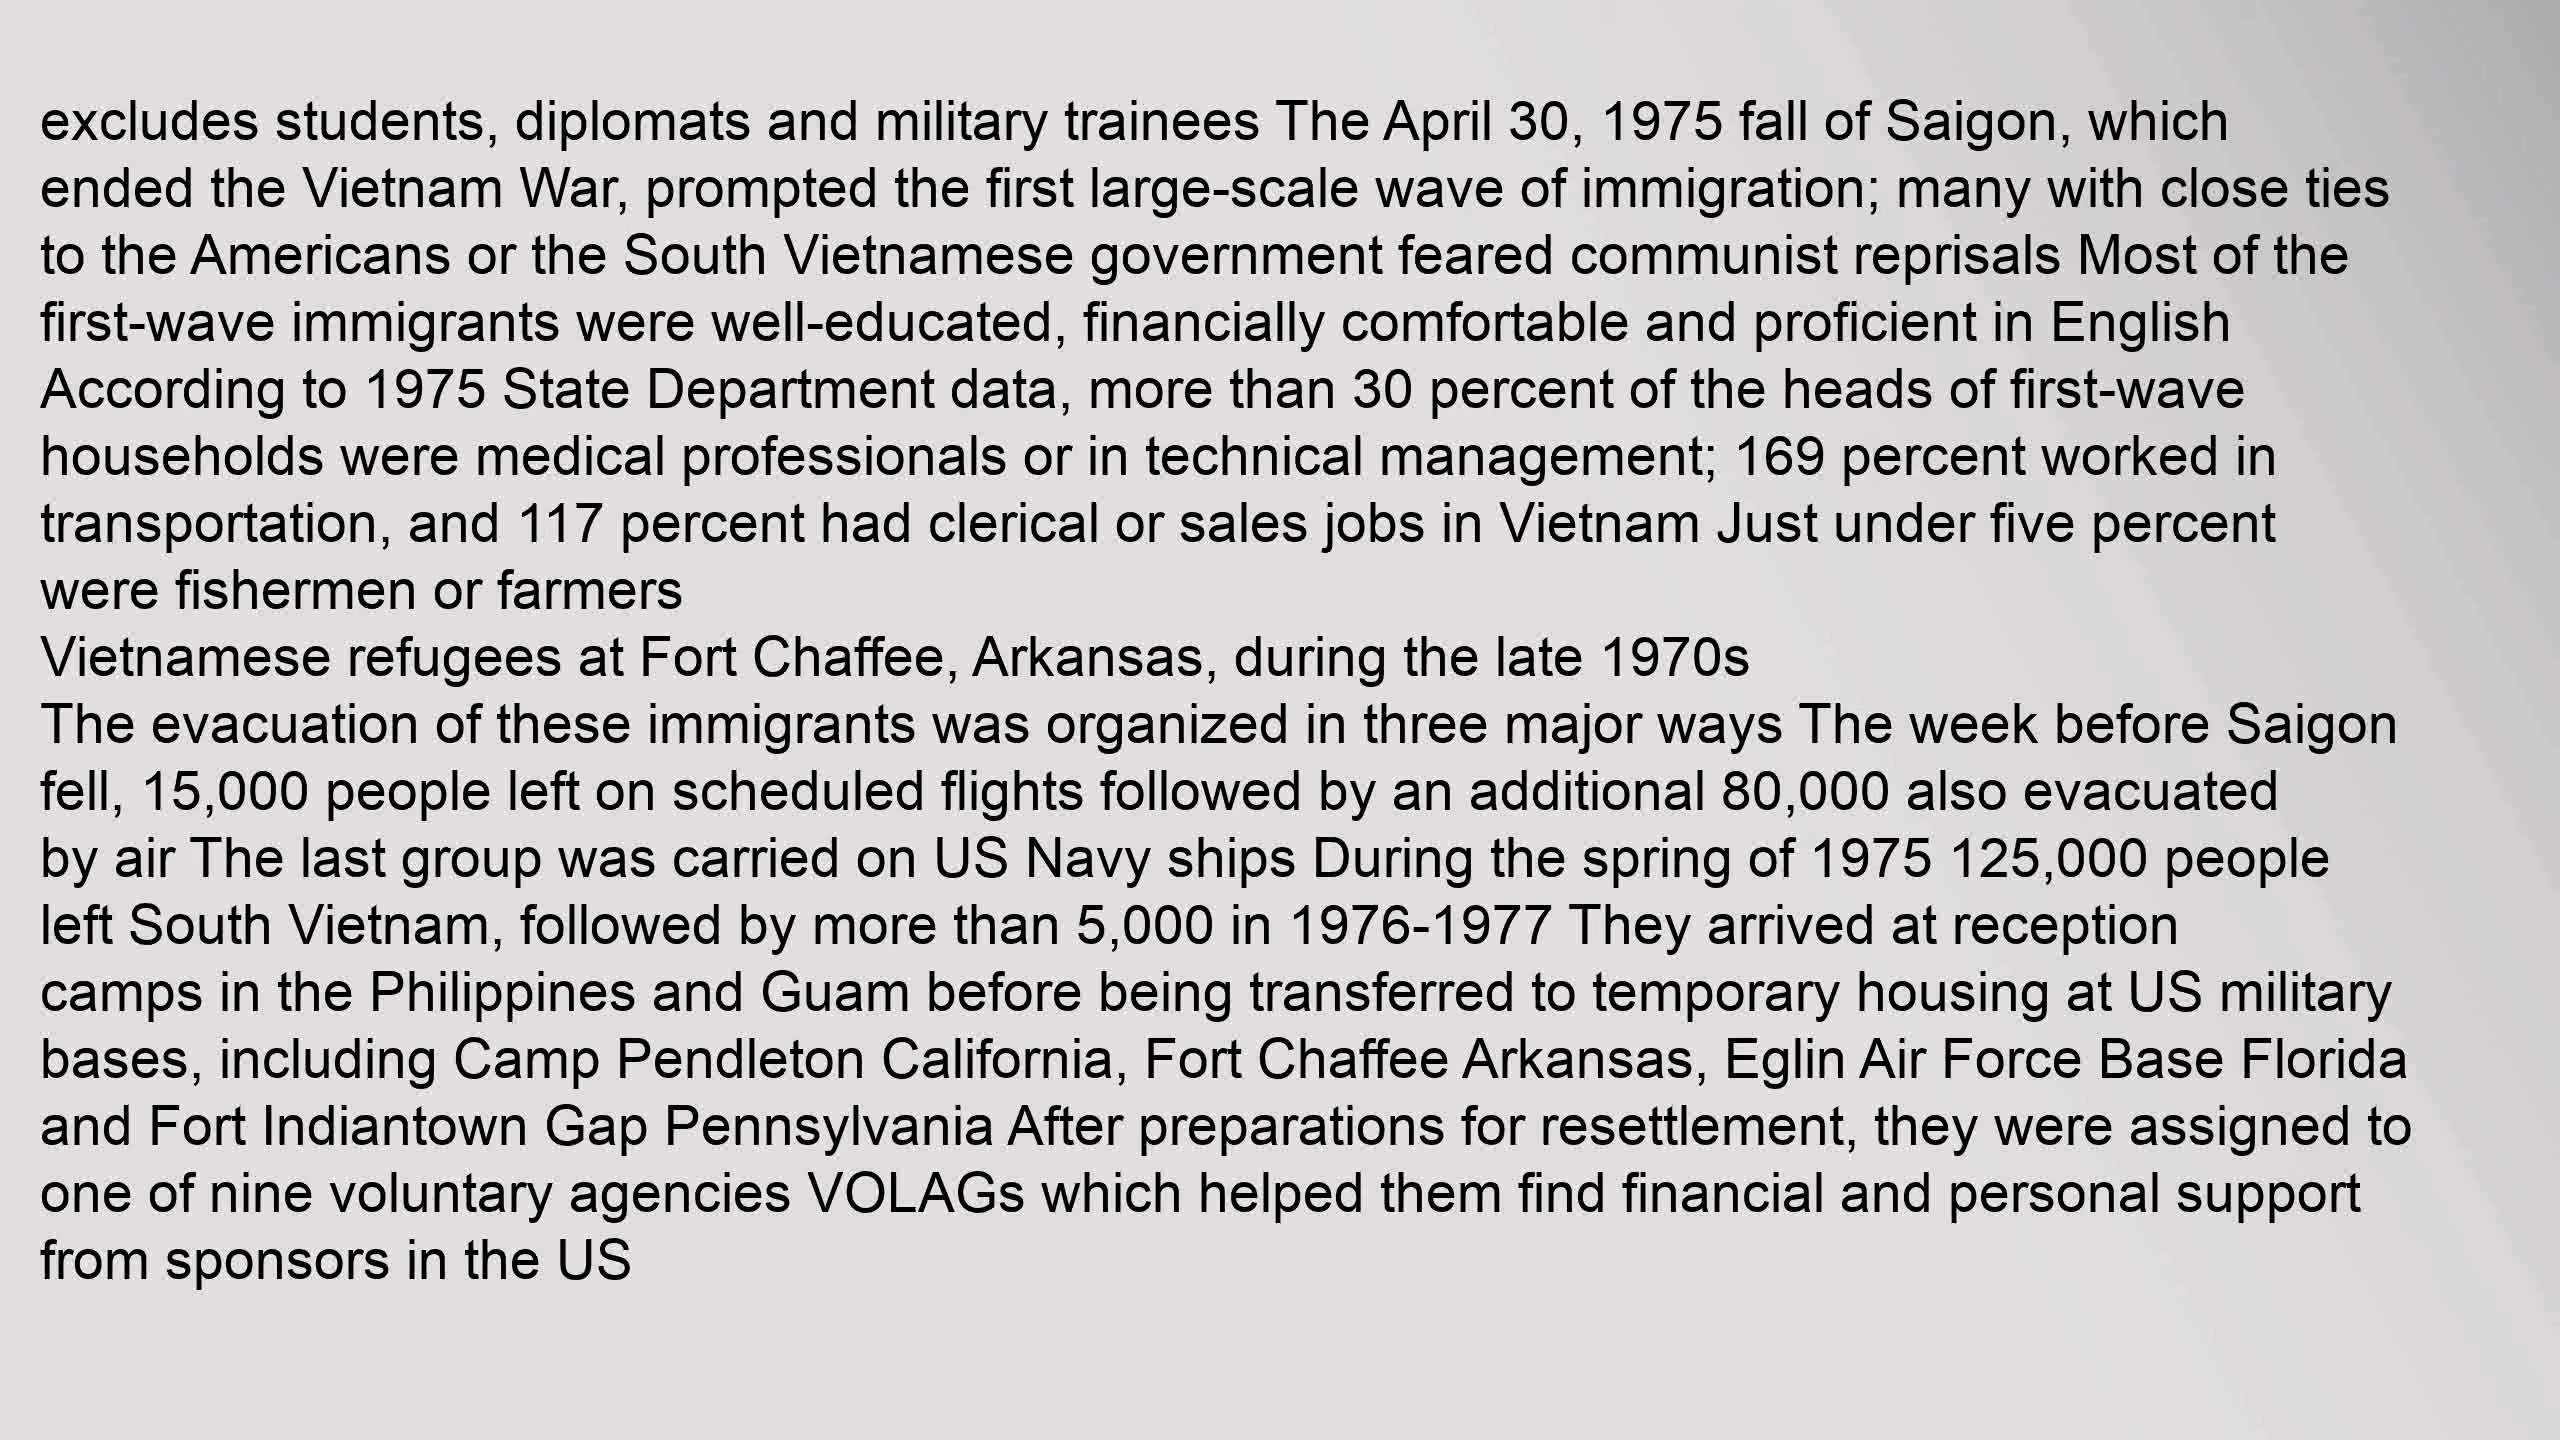 excludes students, diplomats and military trainees The April 30, 1975 fall of Saigon, which
ended the Vietnam War, prompted the first large-scale wave of immigration; many with close ties
to the Americans or the South Vietnamese government feared communist reprisals Most of the
first-wave immigrants were well-educated, financially comfortable and proficient in English
According to 1975 State Department data, more than 30 percent of the heads of first-wave
households were medical professionals or in technical management; 169 percent worked in
transportation, and 117 percent had clerical or sales jobs in Vietnam Just under five percent
were fishermen or farmers
Vietnamese refugees at Fort Chaffee, Arkansas, during the late 1970s
The evacuation of these immigrants was organized in three major ways The week before Saigon
fell, 15,000 people left on scheduled flights followed by an additional 80,000 also evacuated
by air The last group was carried on US Navy ships During the spring of 1975 125,000 people
left South Vietnam, followed by more than 5,000 in 1976-1977 They arrived at reception
camps in the Philippines and Guam before being transferred to temporary housing at US military
bases, including Camp Pendleton California, Fort Chaffee Arkansas, Eglin Air Force Base Florida
and Fort Indiantown Gap Pennsylvania After preparations for resettlement, they were assigned to
one of nine voluntary agencies VOLAGs which helped them find financial and personal support
from sponsors in the US